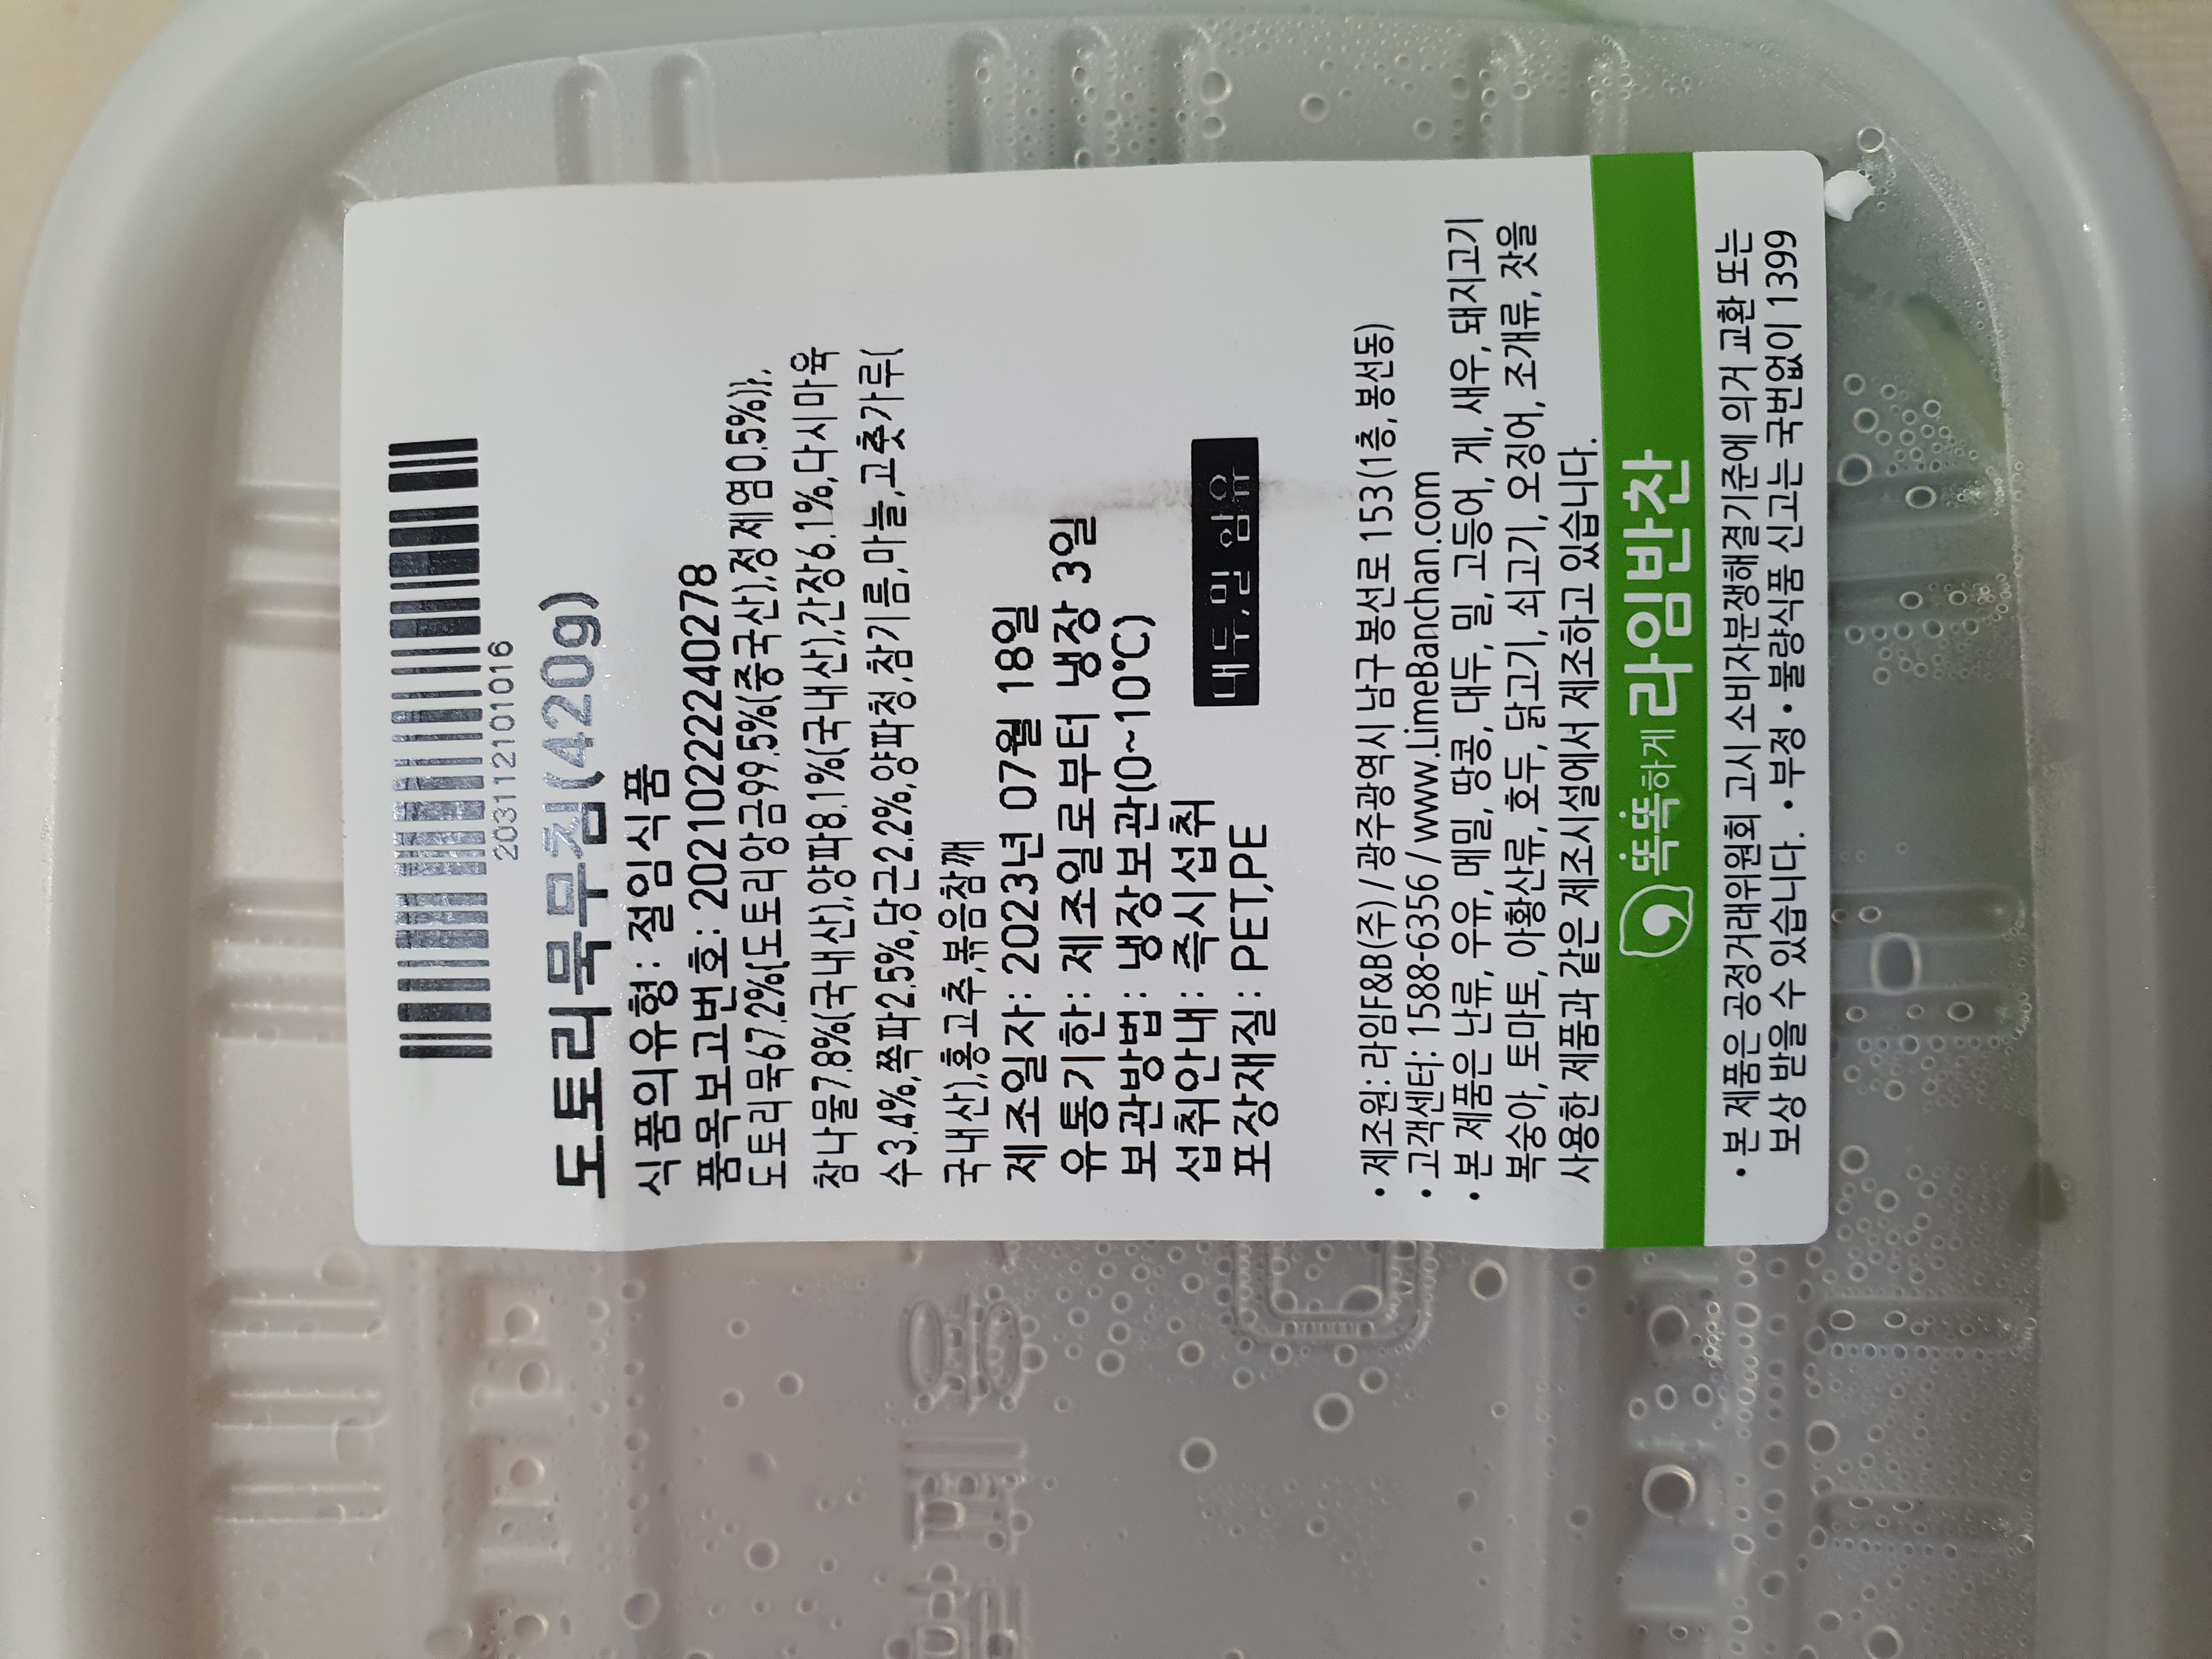 2031121101016
도토리묵무침(420g)
식품의유형: 절임식품
품목보고번호: 2021022240278
도토리묵67.2%{도토리앙금99.5%(중국산),정제염0.5%)},
참나물7.8%(국내산),양파8.1%(국내산),간장6.1%,다시마육
수3.4%,쪽파2.5%,당근2.2%,양파청,참기름,마늘,고춧가루(
국내산),홍고추,볶음참깨
제조일자: 2023년 07월 18일
유통기한: 제조일로부터 냉장 3일
보관방법: 냉장보관(0~10℃)
섭취안내: 즉시섭취
포장재질: PET,PE
대두,밀 함유
• 제조원: 라임F&B(주) / 광주광역시 남구 봉선로 153(1층, 봉선동)
• 고객센터: 1588-6356 / www.LimeBanchan.com
• 본 제품은 난류, 우유, 메밀, 땅콩, 대두, 밀, 고등어, 게, 새우, 돼지고기
복숭아, 토마토, 아황산류, 호두, 닭고기, 쇠고기, 오징어, 조개류, 잣을
사용한 제품과 같은 제조시설에서 제조하고 있습니다.
똑똑하게 라임반찬
• 본 제품은 공정거래위원회 고시 소비자분쟁해결기준에 의거 교환 또는
보상 받을 수 있습니다. • 부정 • 불량식품 신고는 국번없이 1399